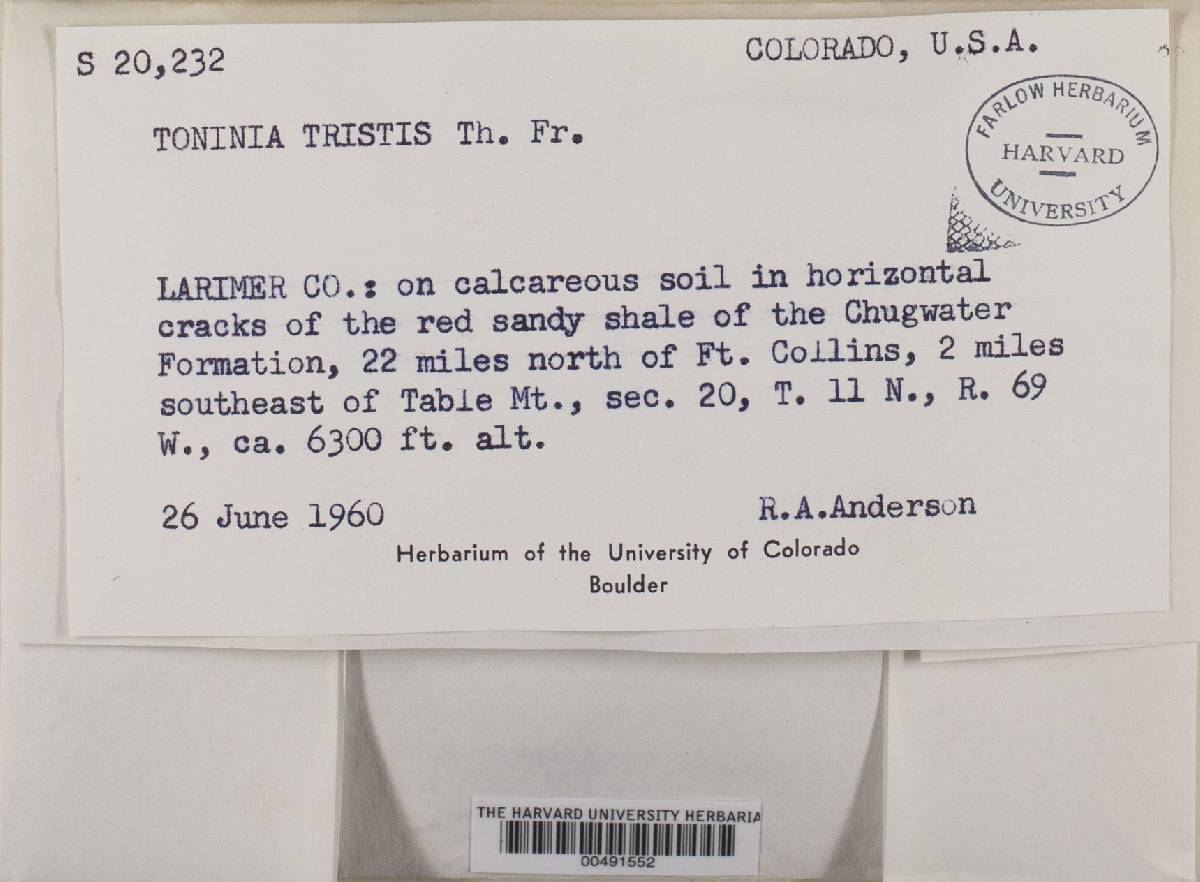 S 20,232
COLORADO, U.S.A.
FARLOW HERBARIUM
HARVARD
UNIVERSITY
TONINIA TRISTIS Th. Fr.
LARIMER CO.: on calcareous soil in horizontal
cracks of the red sandy shale of the Chugwater
Formation, 22 miles north of Ft. Collins, 2 miles
southeast of Table Mt., sec. 20, T. 11 N., R. 69
W., ca. 6300 ft. alt.
26 June 1960
R.A.Anderson
Herbarium of the University of Colorado
Boulder
THE HARVARD UNIVERSITY HERBARIA
00491552